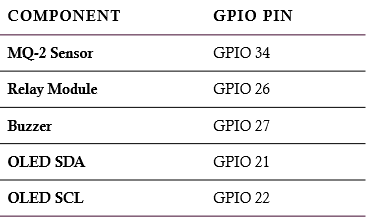 COMPONENT GPIO PIN
MQ-2 Sensor GPIO 34
Relay Module GPIO 26
Buzzer GPIO 27
OLED SDA GPIO 21
OLED SCL GPIO 22